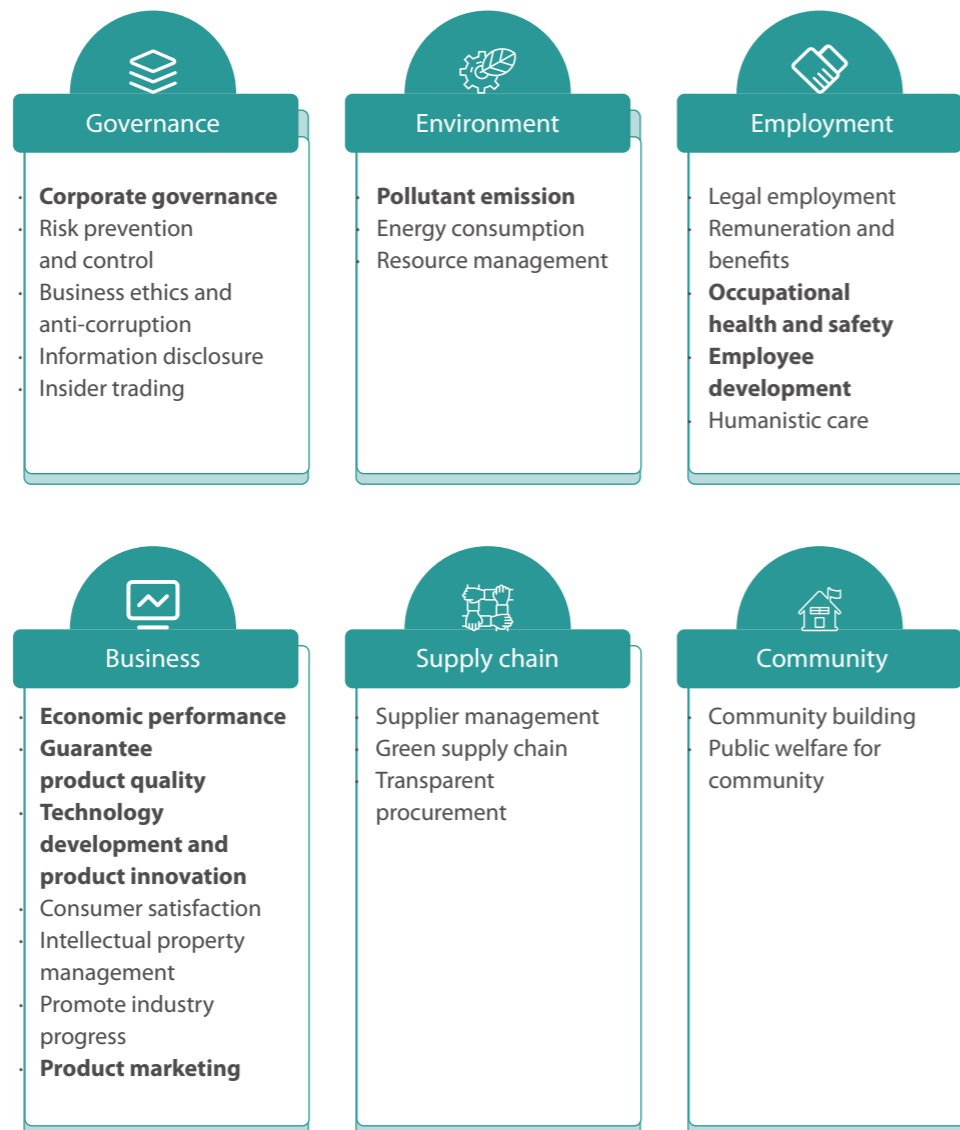 Governance
· Corporate governance
· Risk prevention
and control
· Business ethics and
anti-corruption
· Information disclosure
· Insider trading
Environment
· Pollutant emission
· Energy consumption
· Resource management
Employment
· Legal employment
· Remuneration and
benefits
· Occupational
health and safety
· Employee
development
· Humanistic care
Business
· Economic performance
· Guarantee
product quality
· Technology
development and
product innovation
· Consumer satisfaction
· Intellectual property
management
· Promote industry
progress
· Product marketing
Supply chain
· Supplier management
· Green supply chain
· Transparent
procurement
Community
· Community building
· Public welfare for
community